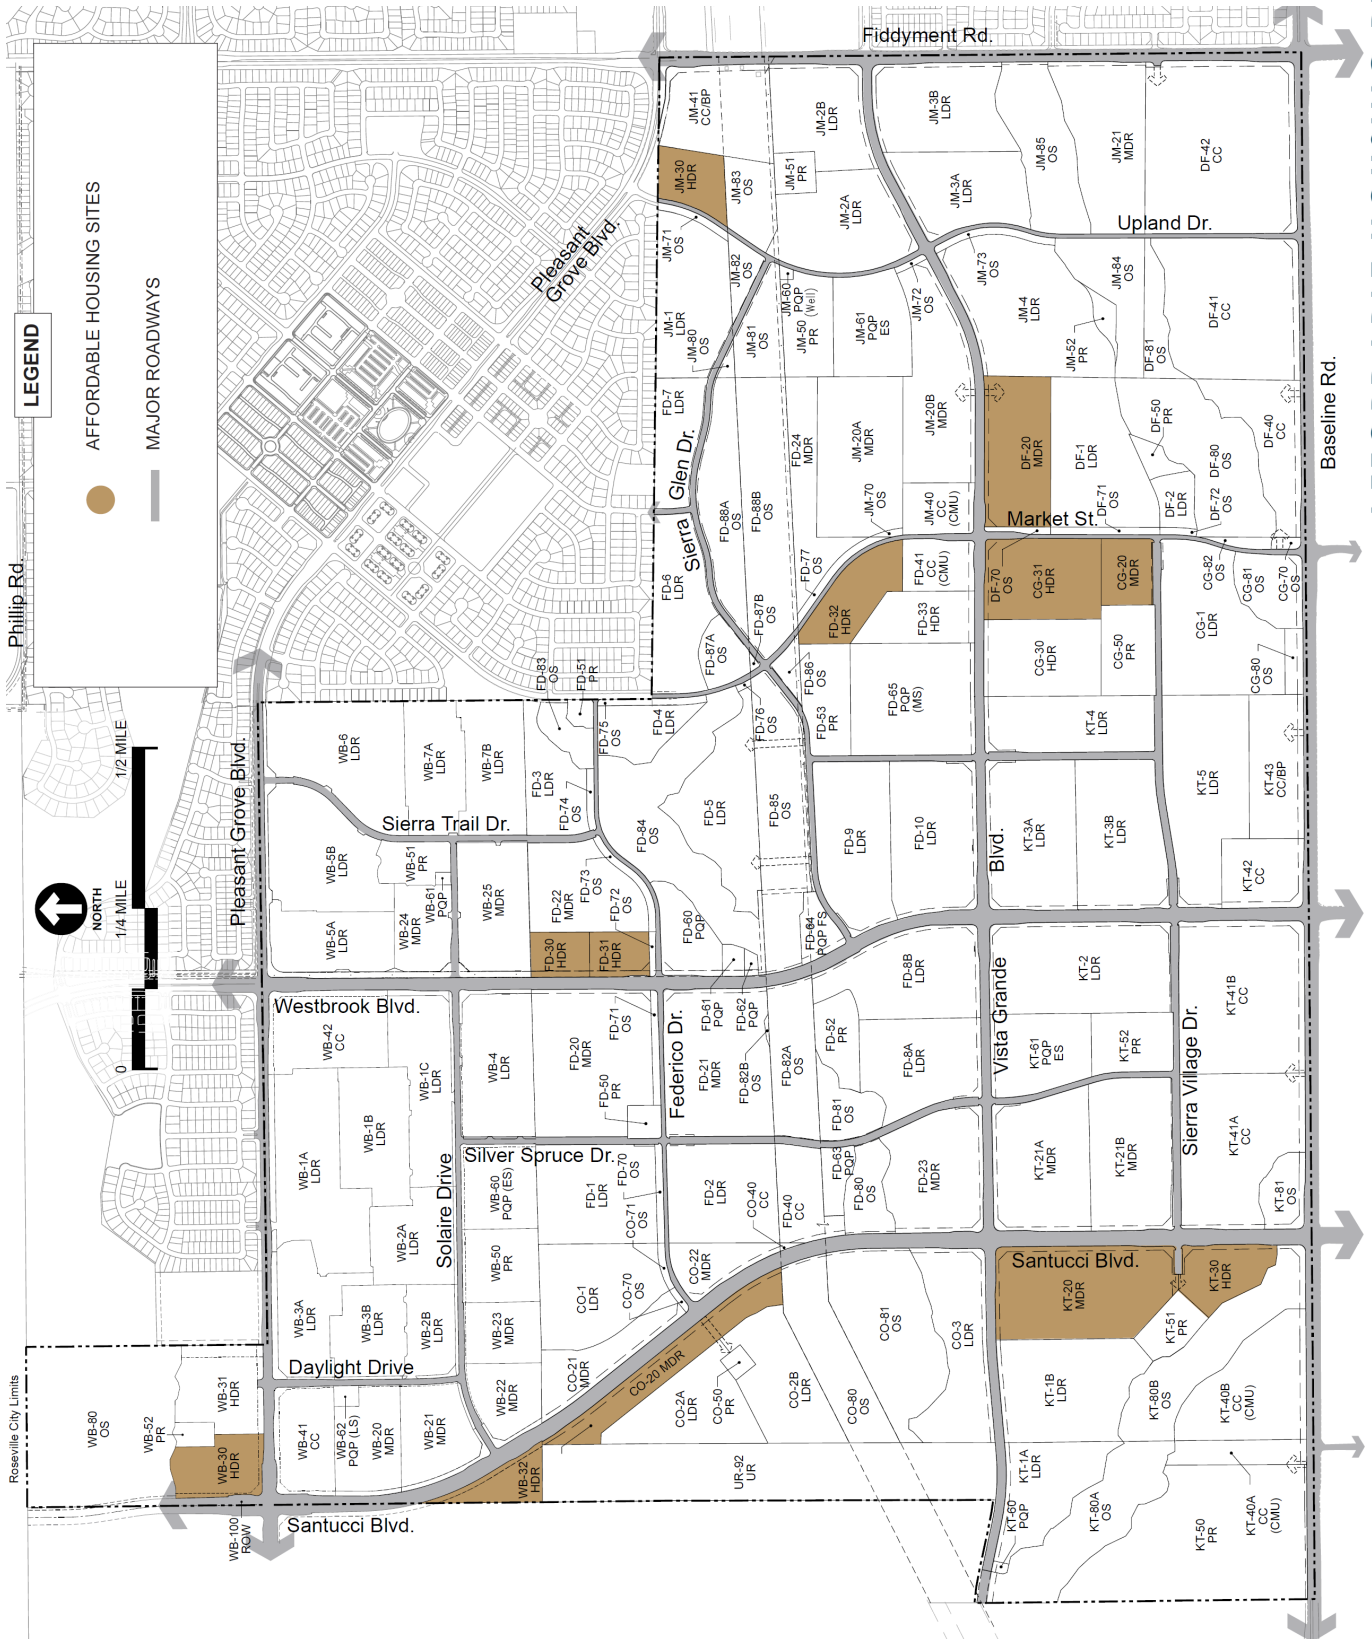 Fiddyment Rd.
LEGEND
AFFORDABLE HOUSING SITES
MAJOR ROADWAYS
Phillip Rd.
Pleasant
Grove Blvd.
JM-41
CC/BP
JM-2B
LDR
JM-3B
LDR
JM-85
OS
JM-21
MDR
DF-42
CC
JM-30
HDR
JM-83
OS
JM-51
PR
JM-2A
LDR
JM-3A
LDR
Upland Dr.
JM-71
OS
JM-82
OS
JM-60
PQP
(Well)
JM-72
OS
JM-73
OS
JM-84
OS
JM-1
LDR
JM-80
OS
JM-81
OS
JM-50
PR
JM-61
PQP
ES
JM-4
LDR
JM-52
PR
DF-81
OS
DF-41
CC
Baseline Rd.
FD-7
LDR
FD-24
MDR
JM-20A
MDR
JM-20B
MDR
DF-20
MDR
DF-1
LDR
DF-50
PR
DF-80
OS
DF-40
CC
Sierra Glen Dr.
FD-88A
OS
FD-88B
OS
JM-70
OS
JM-40
CC
(CMU)
Market St.
DF-71
OS
DF-2
LDR
DF-72
OS
FD-6
LDR
FD-77
OS
FD-41
CC
(CMU)
DF-70
OS
CG-31
HDR
CG-20
MDR
CG-82
OS
CG-81
OS
CG-70
OS
FD-87A
OS
FD-87B
OS
FD-32
HDR
FD-33
HDR
CG-30
HDR
CG-50
PR
CG-1
LDR
CG-80
OS
FD-83
OS
FD-51
PR
FD-86
OS
FD-65
PQP
(MS)
FD-4
LDR
FD-75
OS
FD-76
OS
FD-53
PR
KT-4
LDR
1/2 MILE
1/4 MILE
0
NORTH
Pleasant Grove Blvd.
WB-6
LDR
WB-7A
LDR
WB-7B
LDR
FD-3
LDR
FD-74
OS
FD-5
LDR
FD-85
OS
KT-5
LDR
KT-43
CC/BP
Sierra Trail Dr.
FD-84
OS
FD-9
LDR
FD-10
LDR
Blvd.
KT-3A
LDR
KT-3B
LDR
WB-5B
LDR
WB-51
PR
WB-61
PQP
WB-25
MDR
FD-22
MDR
FD-73
OS
FD-72
OS
KT-42
CC
WB-5A
LDR
WB-24
MDR
FD-30
HDR
FD-31
HDR
FD-60
PQP
FD-64
PQP FS
Westbrook Blvd.
WB-42
CC
WB-1C
LDR
WB-4
LDR
FD-20
MDR
FD-71
OS
Federico Dr.
FD-61
PQP
FD-62
PQP
FD-52
PR
FD-8B
LDR
Vista Grande
KT-2
LDR
KT-41B
CC
WB-1B
LDR
FD-50
PR
FD-21
MDR
FD-82B
OS
FD-82A
OS
FD-8A
LDR
KT-61
PQP
ES
KT-52
PR
Sierra Village Dr.
WB-1A
LDR
Solaire Drive
Silver Spruce Dr.
WB-60
PQP (ES)
FD-1
LDR
FD-70
OS
FD-2
LDR
FD-81
OS
FD-63
PQP
FD-80
OS
FD-23
MDR
KT-21A
MDR
KT-21B
MDR
KT-41A
CC
KT-81
OS
WB-2A
LDR
WB-50
PR
CO-71
OS
CO-40
CC
FD-40
CC
CO-22
MDR
Santucci Blvd.
WB-3A
LDR
WB-3B
LDR
WB-2B
LDR
WB-23
MDR
CO-1
LDR
CO-70
OS
CO-81
OS
CO-3
LDR
KT-20
MDR
KT-30
HDR
KT-51
PR
Daylight Drive
WB-22
MDR
CO-21
MDR
CO-20 MDR
CO-2A
LDR
CO-50
PR
CO-2B
LDR
CO-80
OS
KT-1B
LDR
KT-80B
OS
KT-40B
CC
(CMU)
Roseville City Limits
WB-80
OS
WB-52
PR
WB-31
HDR
WB-30
HDR
WB-41
CC
WB-62
PQP (LS)
WB-20
MDR
WB-21
MDR
WB-32
HDR
UR-92
UR
KT-1A
LDR
KT-60
PQP
KT-80A
OS
KT-50
PR
KT-40A
CC
(CMU)
WB-100
ROW
Santucci Blvd.